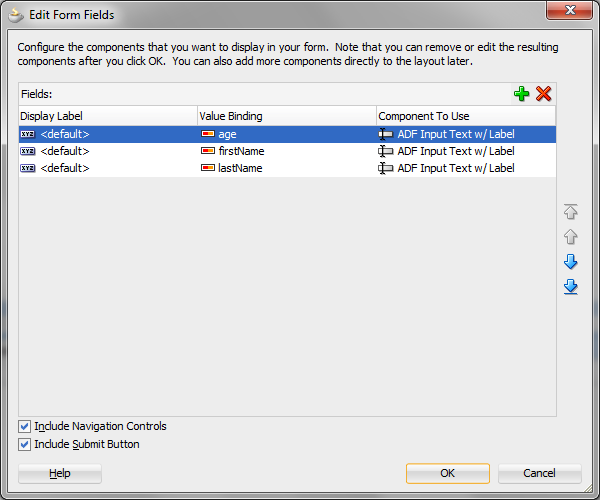 Edit Form Fields
Configure the components that you want to display in your form. Note that you can remove or edit the resulting
components after you click OK. You can also add more components directly to the layout later.
Fields:
Display Label Value Binding Component To Use
xyz <default> age ADF Input Text w/ Label
xyz <default> firstName ADF Input Text w/ Label
xyz <default> lastName ADF Input Text w/ Label
Include Navigation Controls
Include Submit Button
Help OK Cancel